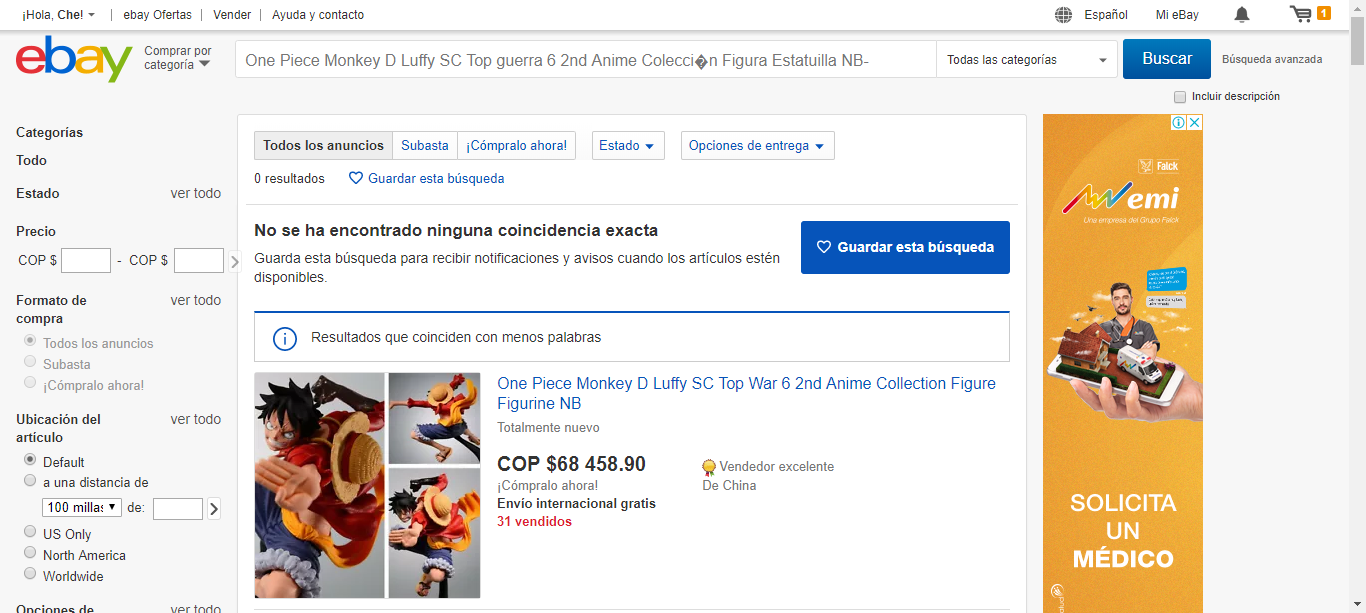 ¡Hola, Che!
ebay Ofertas
Vender
Ayuda y contacto
Español
Mi eBay
1
ebay
Comprar por
categoría
One Piece Monkey D Luffy SC Top guerra 6 2nd Anime Colecci�n Figura Estatuilla NB-
Todas las categorías
Buscar
Búsqueda avanzada
Incluir descripción
Categorías
Todo
Estado ver todo
Precio
COP $ - COP $
Formato de ver todo
compra
Todos los anuncios
Subasta
¡Cómpralo ahora!
Ubicación del ver todo
artículo
Default
a una distancia de
100 millas de:
US Only
North America
Worldwide
Opciones de ver todo
Todos los anuncios
Subasta
¡Cómpralo ahora!
Estado
Opciones de entrega
0 resultados
Guardar esta búsqueda
No se ha encontrado ninguna coincidencia exacta
Guarda esta búsqueda para recibir notificaciones y avisos cuando los artículos estén
disponibles.
Guardar esta búsqueda
Resultados que coinciden con menos palabras
One Piece Monkey D Luffy SC Top War 6 2nd Anime Collection Figure
Figurine NB
Totalmente nuevo
COP $68 458.90
¡Cómpralo ahora!
Envío internacional gratis
31 vendidos
Vendedor excelente
De China
Falck
emi
Una empresa del Grupo Falck
SOLICITA
UN
MÉDICO